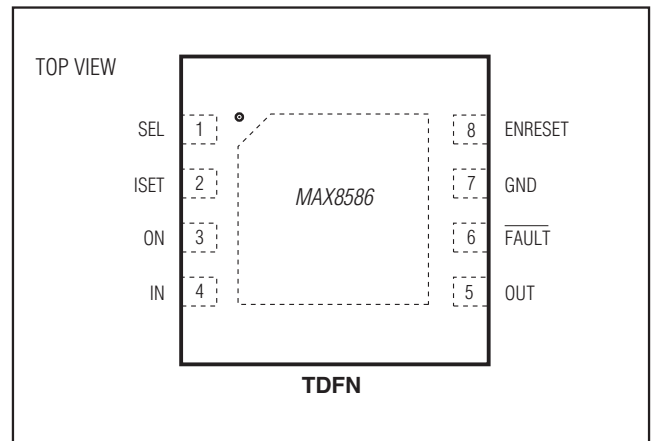 TOP VIEW
SEL 1
8 ENRESET
ISET 2
7 GND
MAX8586
ON 3
6 FAULT
IN 4
5 OUT
TDFN